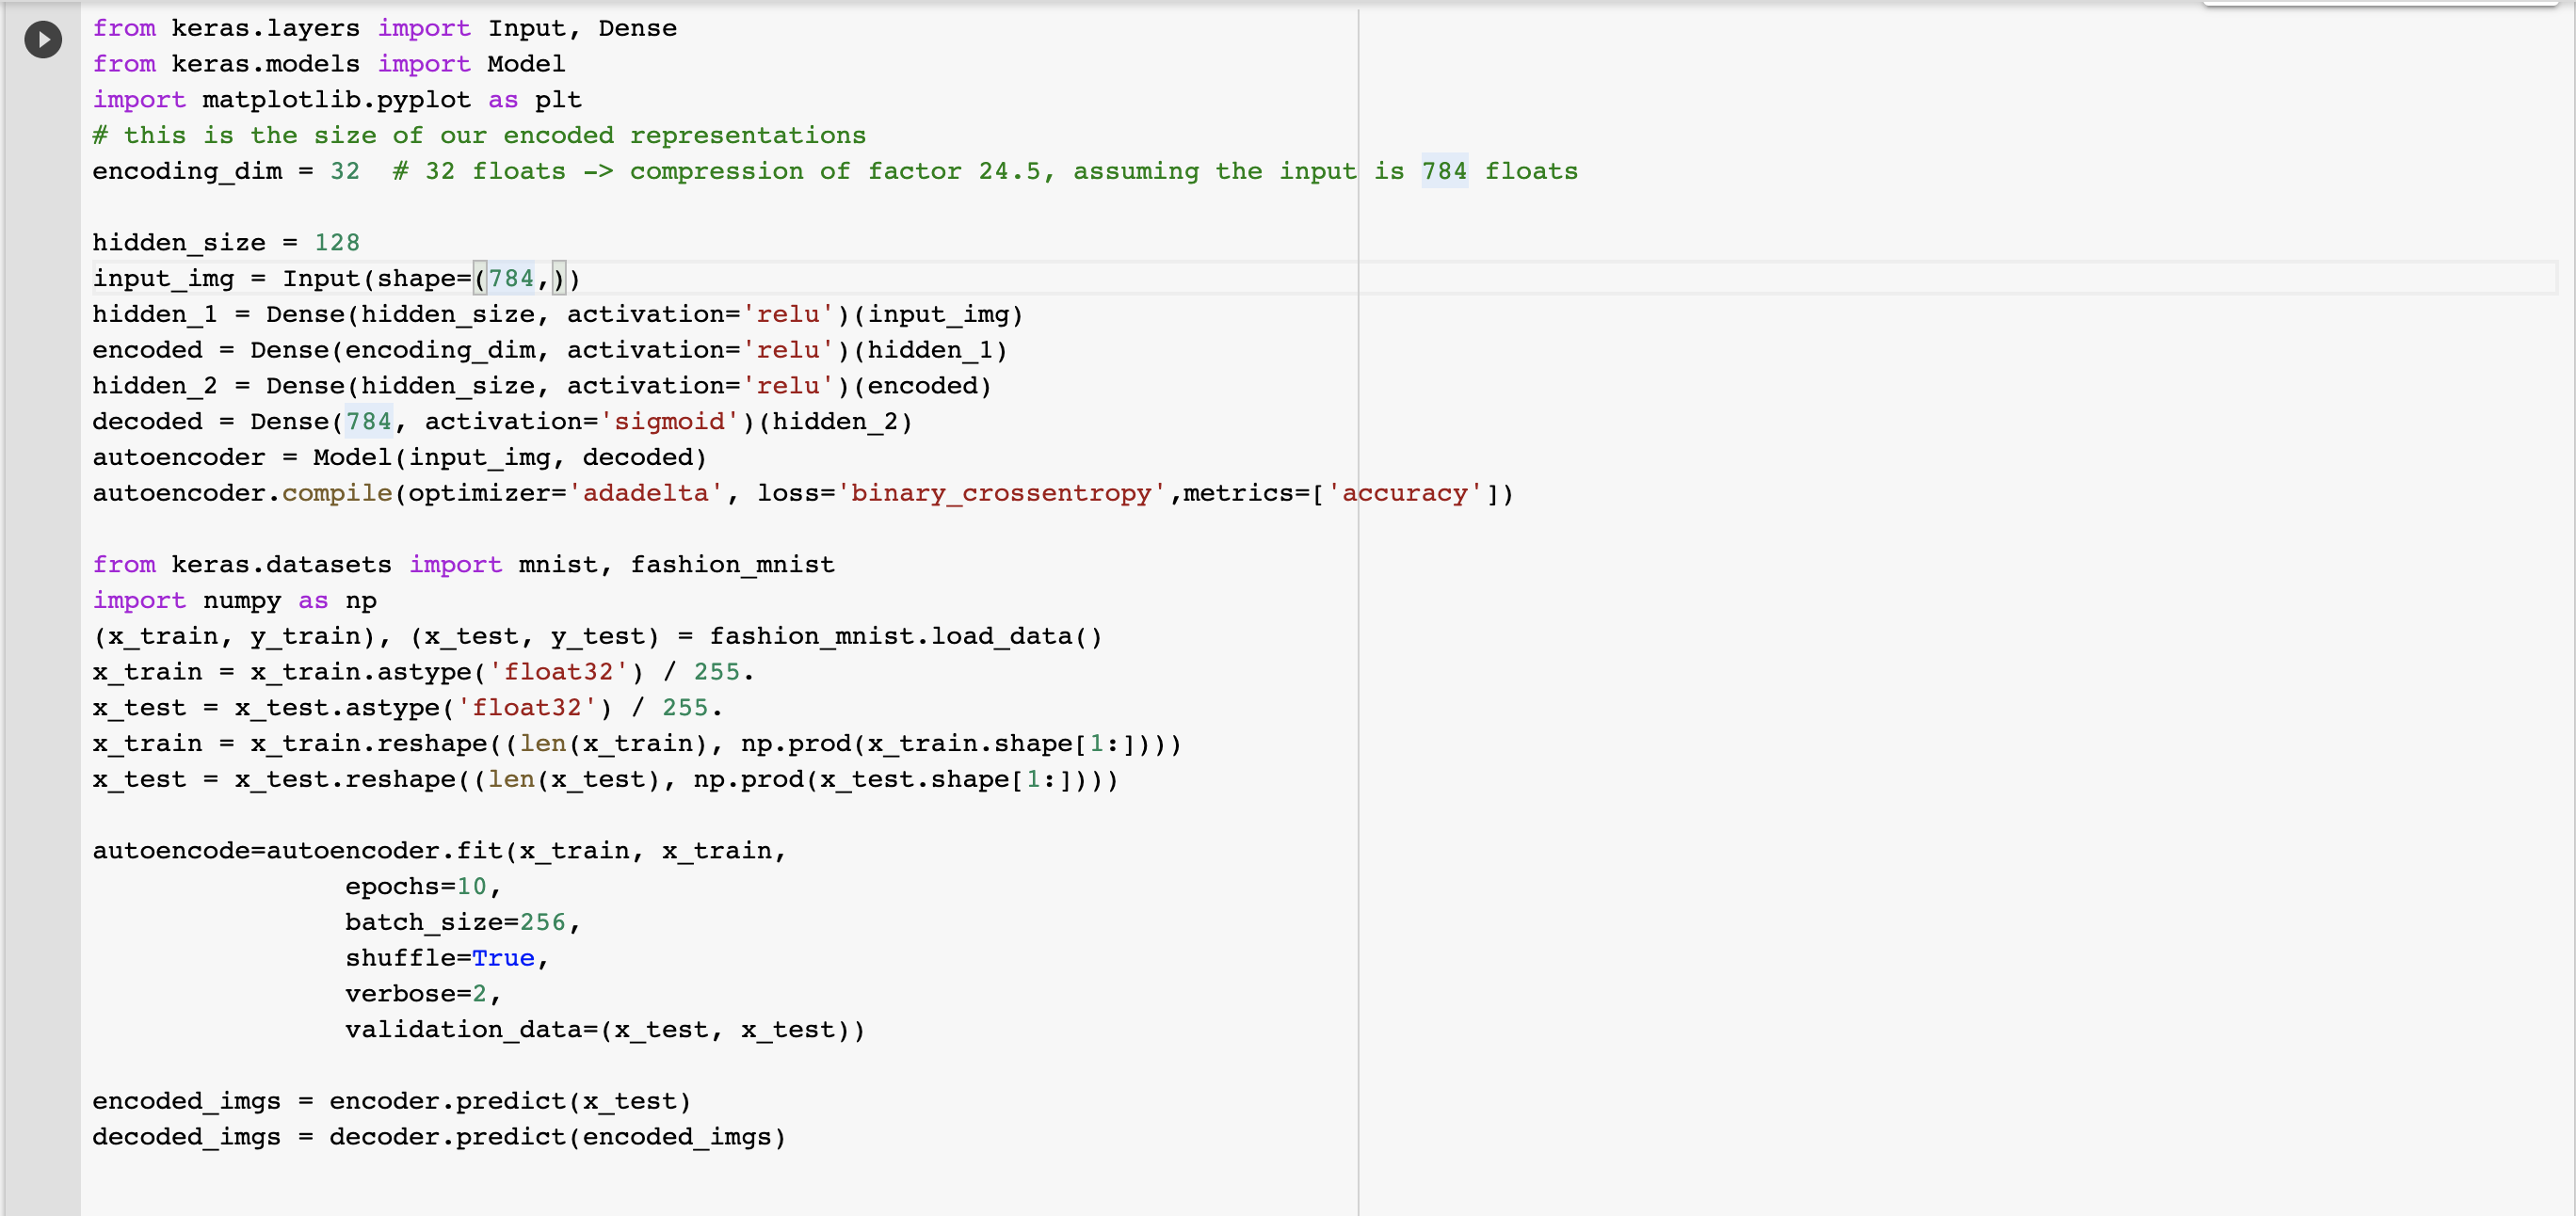 from keras.layers import Input, Dense
from keras.models import Model
import matplotlib.pyplot as plt
# this is the size of our encoded representations
encoding_dim = 32  # 32 floats -> compression of factor 24.5, assuming the input is 784 floats

hidden_size = 128
input_img = Input(shape=(784,))
hidden_1 = Dense(hidden_size, activation='relu')(input_img)
encoded = Dense(encoding_dim, activation='relu')(hidden_1)
hidden_2 = Dense(hidden_size, activation='relu')(encoded)
decoded = Dense(784, activation='sigmoid')(hidden_2)
autoencoder = Model(input_img, decoded)
autoencoder.compile(optimizer='adadelta', loss='binary_crossentropy',metrics=['accuracy'])

from keras.datasets import mnist, fashion_mnist
import numpy as np
(x_train, y_train), (x_test, y_test) = fashion_mnist.load_data()
x_train = x_train.astype('float32') / 255.
x_test = x_test.astype('float32') / 255.
x_train = x_train.reshape((len(x_train), np.prod(x_train.shape[1:])))
x_test = x_test.reshape((len(x_test), np.prod(x_test.shape[1:])))

autoencode=autoencoder.fit(x_train, x_train,
                epochs=10,
                batch_size=256,
                shuffle=True,
                verbose=2,
                validation_data=(x_test, x_test))

encoded_imgs = encoder.predict(x_test)
decoded_imgs = decoder.predict(encoded_imgs)